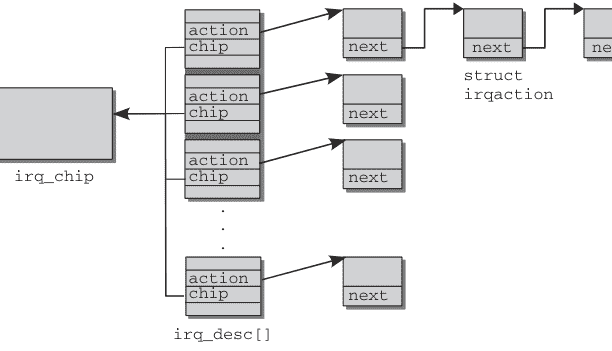 action
chip
next
next
ne
struct
irqaction
action
chip
next
irq_chip
action
chip
next
.
.
.
action
chip
next
irq_desc[]